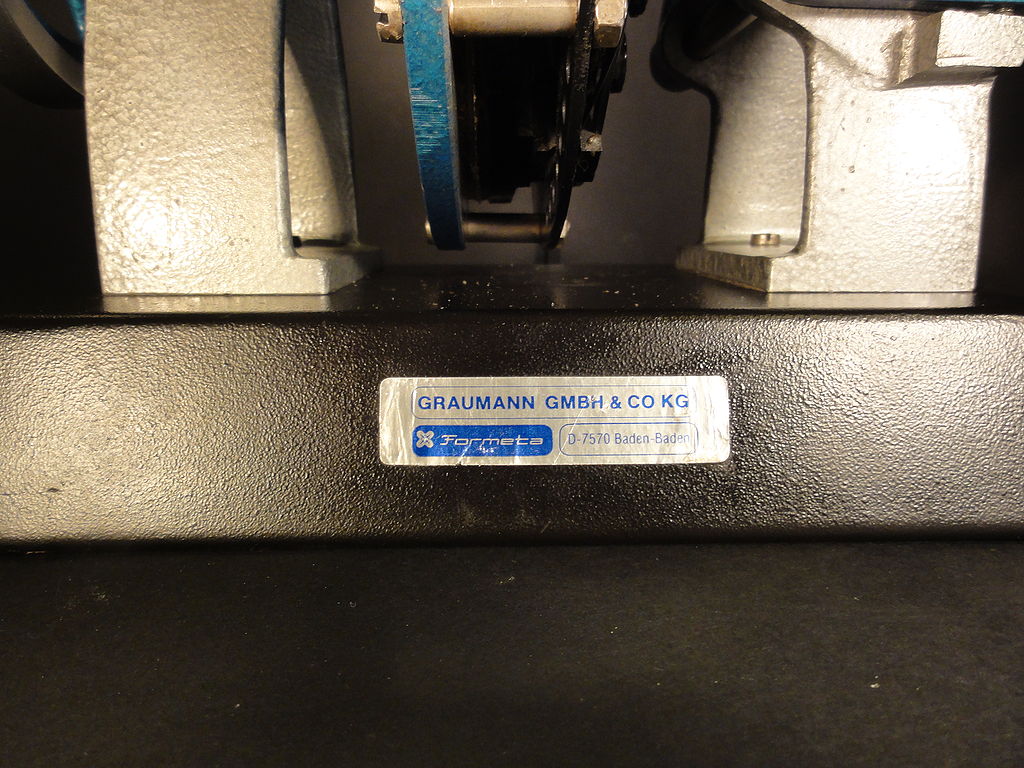 GRAUMANN GMBH & CO KG
Formeta
D-7570 Baden-Baden